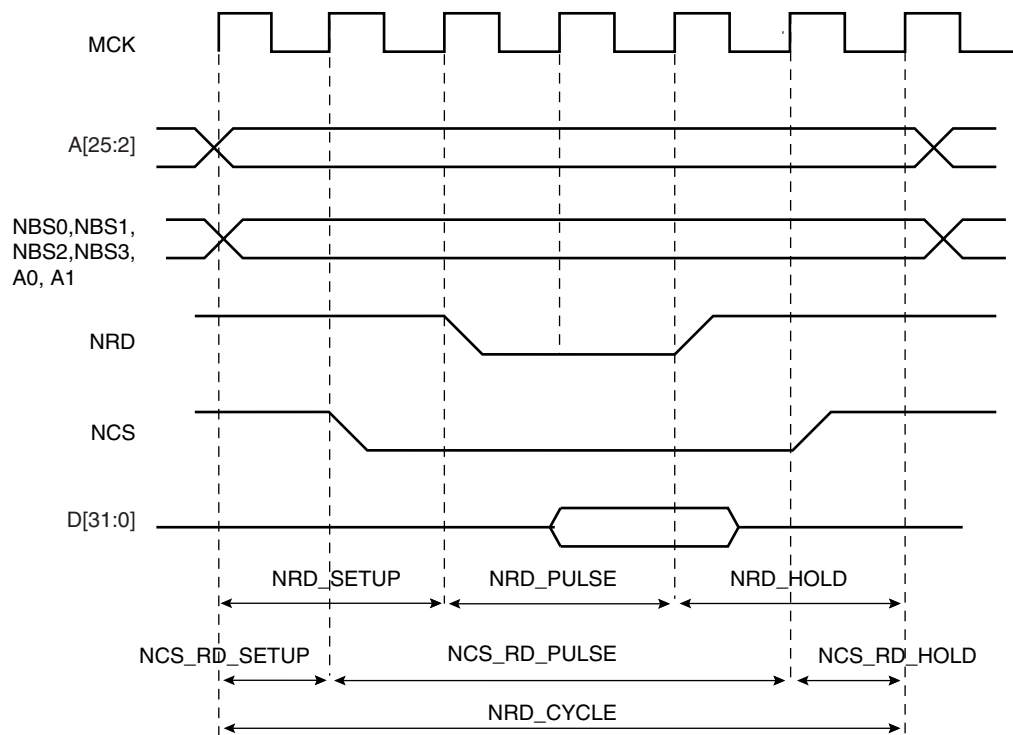 MCK
A[25:2]
NBS0,NBS1,
NBS2,NBS3,
A0, A1
NRD
NCS
D[31:0]
NRD_SETUP NRD_PULSE NRD_HOLD
NCS_RD_SETUP NCS_RD_PULSE NCS_RD_HOLD
NRD_CYCLE